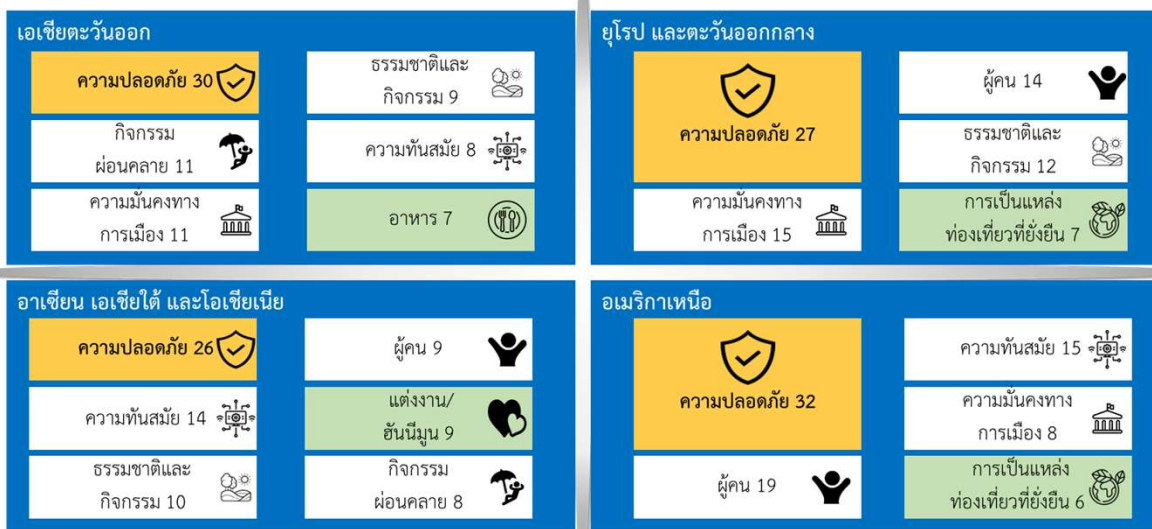 เอเชียตะวันออก
ความปลอดภัย 30
กิจกรรม
ผ่อนคลาย 11
ความมั่นคงทาง
การเมือง 11
ธรรมชาติและ
กิจกรรม 9
ความทันสมัย 8
อาหาร 7
ยุโรป และตะวันออกกลาง
ความปลอดภัย 27
ความมั่นคงทาง
การเมือง 15
ผู้คน 14
ธรรมชาติและ
กิจกรรม 12
การเป็นแหล่ง
ท่องเที่ยวที่ยั่งยืน 7
อาเซียน เอเชียใต้ และโอเชียเนีย
ความปลอดภัย 26
ความทันสมัย 14
ธรรมชาติและ
กิจกรรม 10
ผู้คน 9
แต่งงาน/
ฮันนีมูน 9
กิจกรรม
ผ่อนคลาย 8
อเมริกาเหนือ
ความปลอดภัย 32
ผู้คน 19
ความทันสมัย 15
ความมั่นคงทาง
การเมือง 8
การเป็นแหล่ง
ท่องเที่ยวที่ยั่งยืน 6